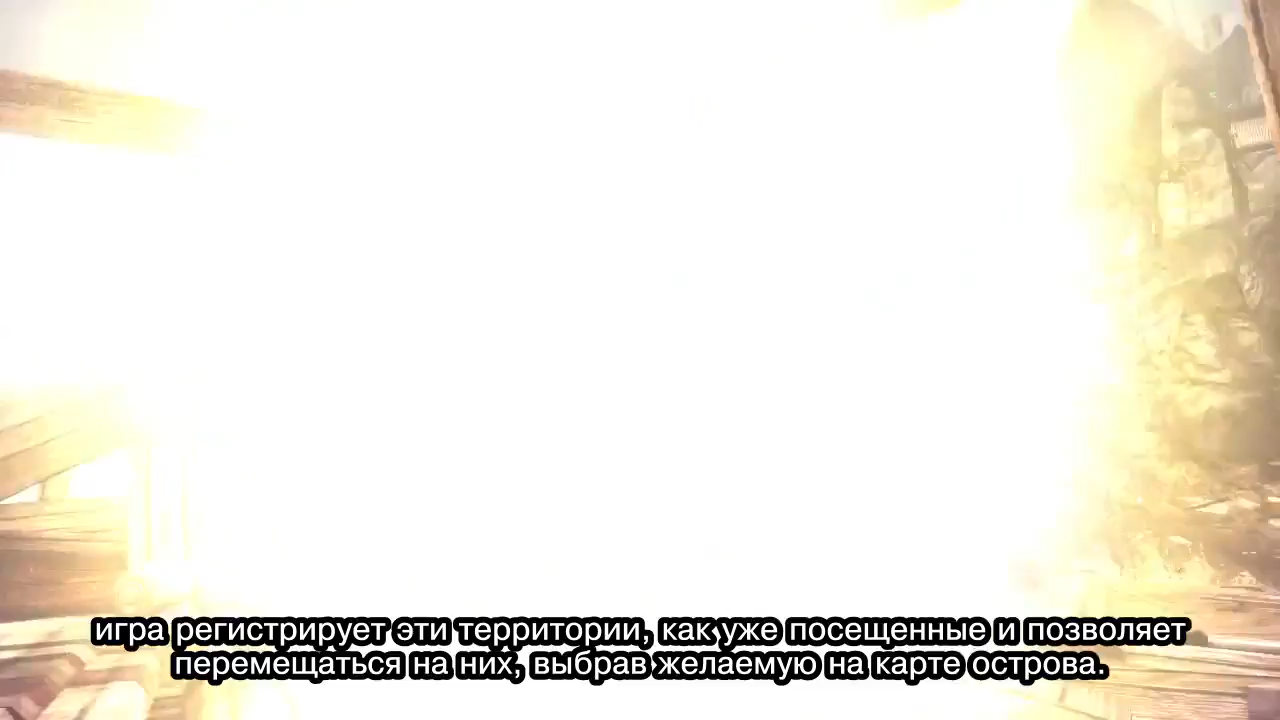 игра регистрирует эти территории, как уже посещенные и позволяет
перемещаться на них, выбрав желаемую на карте острова.